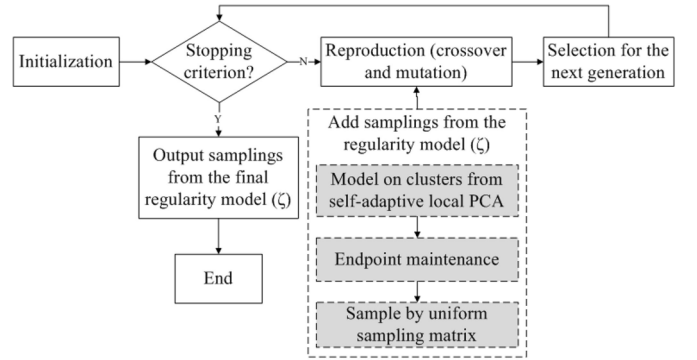 Initialization
Stopping
criterion?
N
Reproduction (crossover
and mutation)
Selection for the
next generation
Y
Output samplings
from the final
regularity model (ζ)
End
Add samplings from the
regularity model (ζ)
Model on clusters from
self-adaptive local PCA
Endpoint maintenance
Sample by uniform
sampling matrix